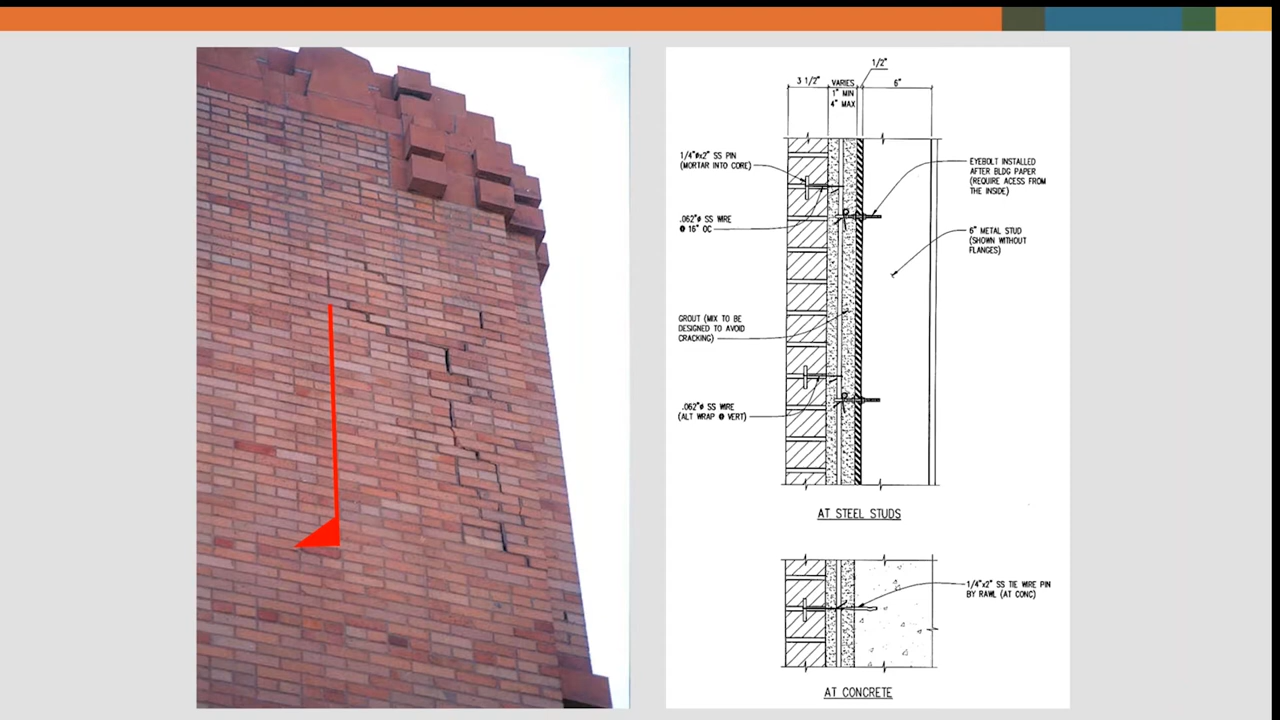 1/2"
3 1/2"
VARIES
1" MIN
4" MAX
6"
1/4"øx2" SS PIN
(MORTAR INTO CORE)
.062"ø SS WIRE
@ 16" OC
GROUT (MIX TO BE
DESIGNED TO AVOID
CRACKING)
.062"ø SS WIRE
(ALT WRAP @ VERT)
EYEBOLT INSTALLED
AFTER BLDG PAPER
(REQUIRE ACESS FROM
THE INSIDE)
6" METAL STUD
(SHOWN WITHOUT
FLANGES)
AT STEEL STUDS
1/4"x2" SS TIE WIRE PIN
BY RAWL (AT CONC)
AT CONCRETE